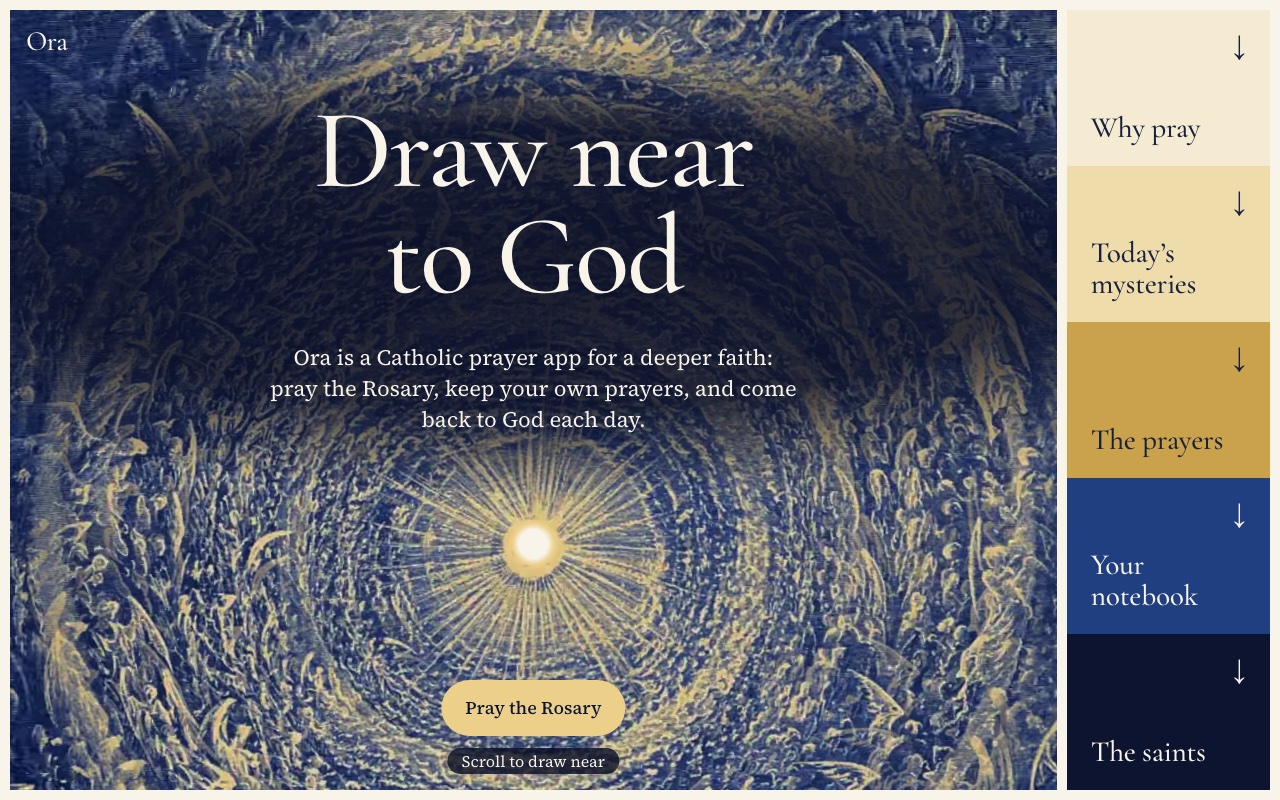 Ora
Draw near
to God
Ora is a Catholic prayer app for a deeper faith:
pray the Rosary, keep your own prayers, and come
back to God each day.
Pray the Rosary
Scroll to draw near
↓
Why pray
↓
Today’s
mysteries
↓
The prayers
↓
Your
notebook
↓
The saints